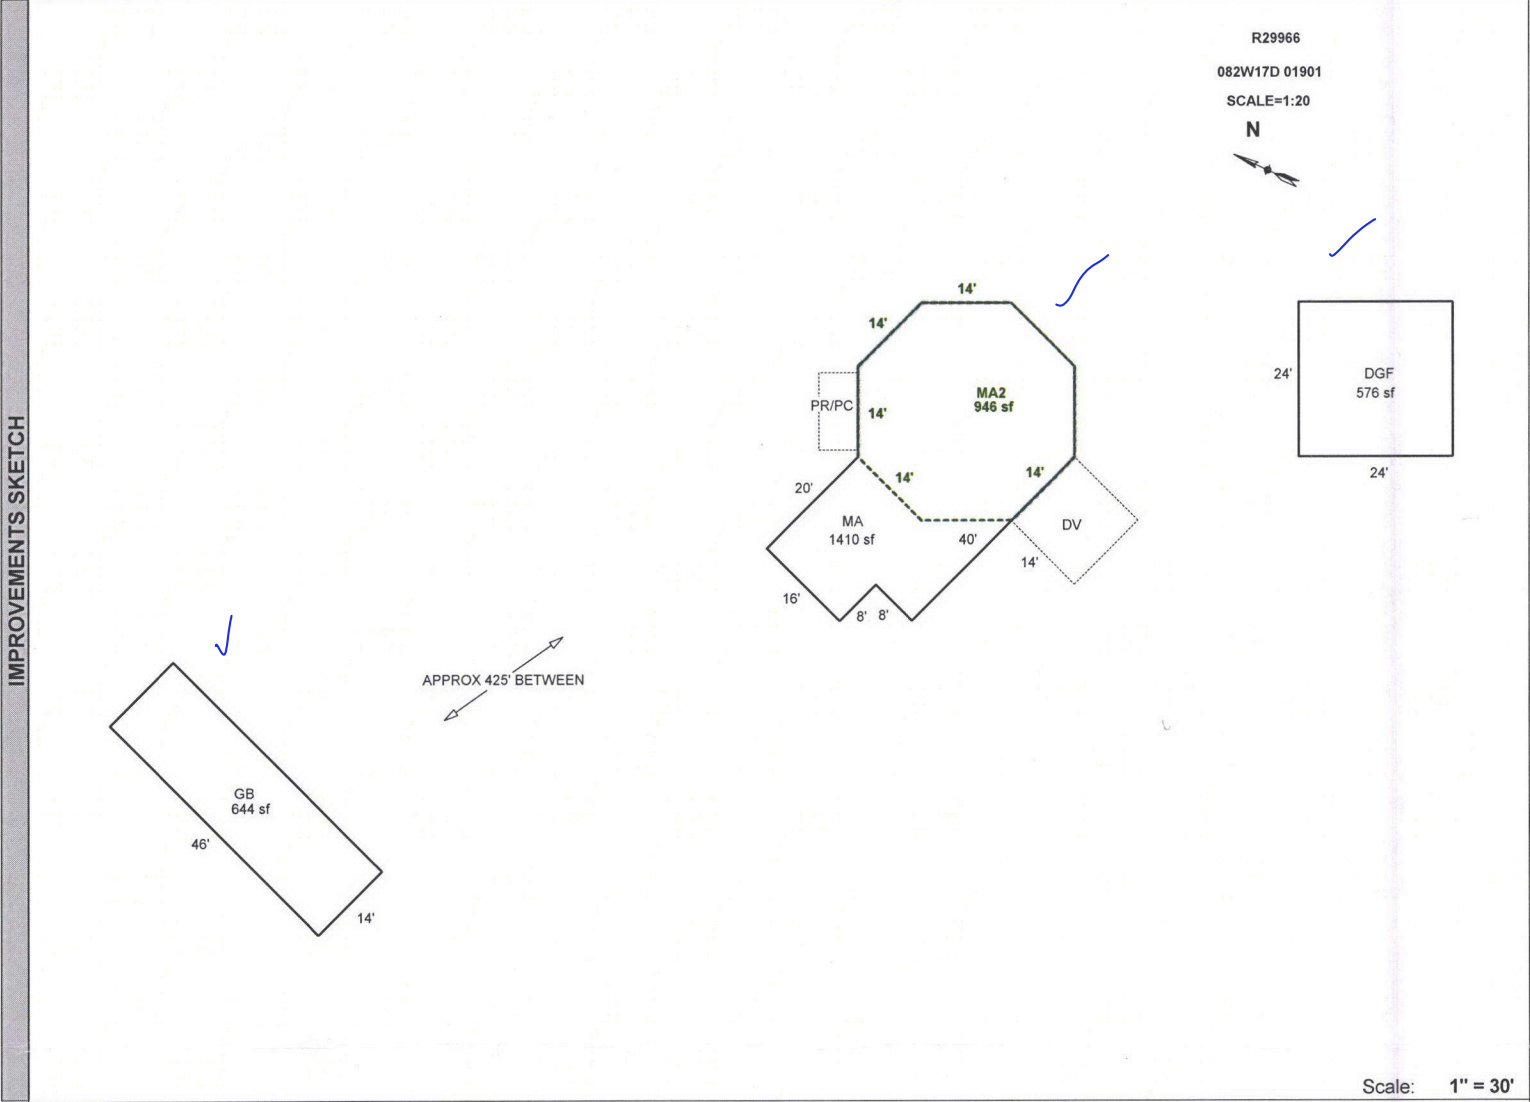 IMPROVEMENTS SKETCH
R29966
082W17D 01901
SCALE=1:20
N
14'
14'
14'
PR/PC
MA2
946 sf
14'
14'
24'
DGF
576 sf
24'
20'
MA
1410 sf
40'
DV
14'
16'
8'
8'
APPROX 425' BETWEEN
GB
644 sf
46'
14'
Scale: 1" = 30'